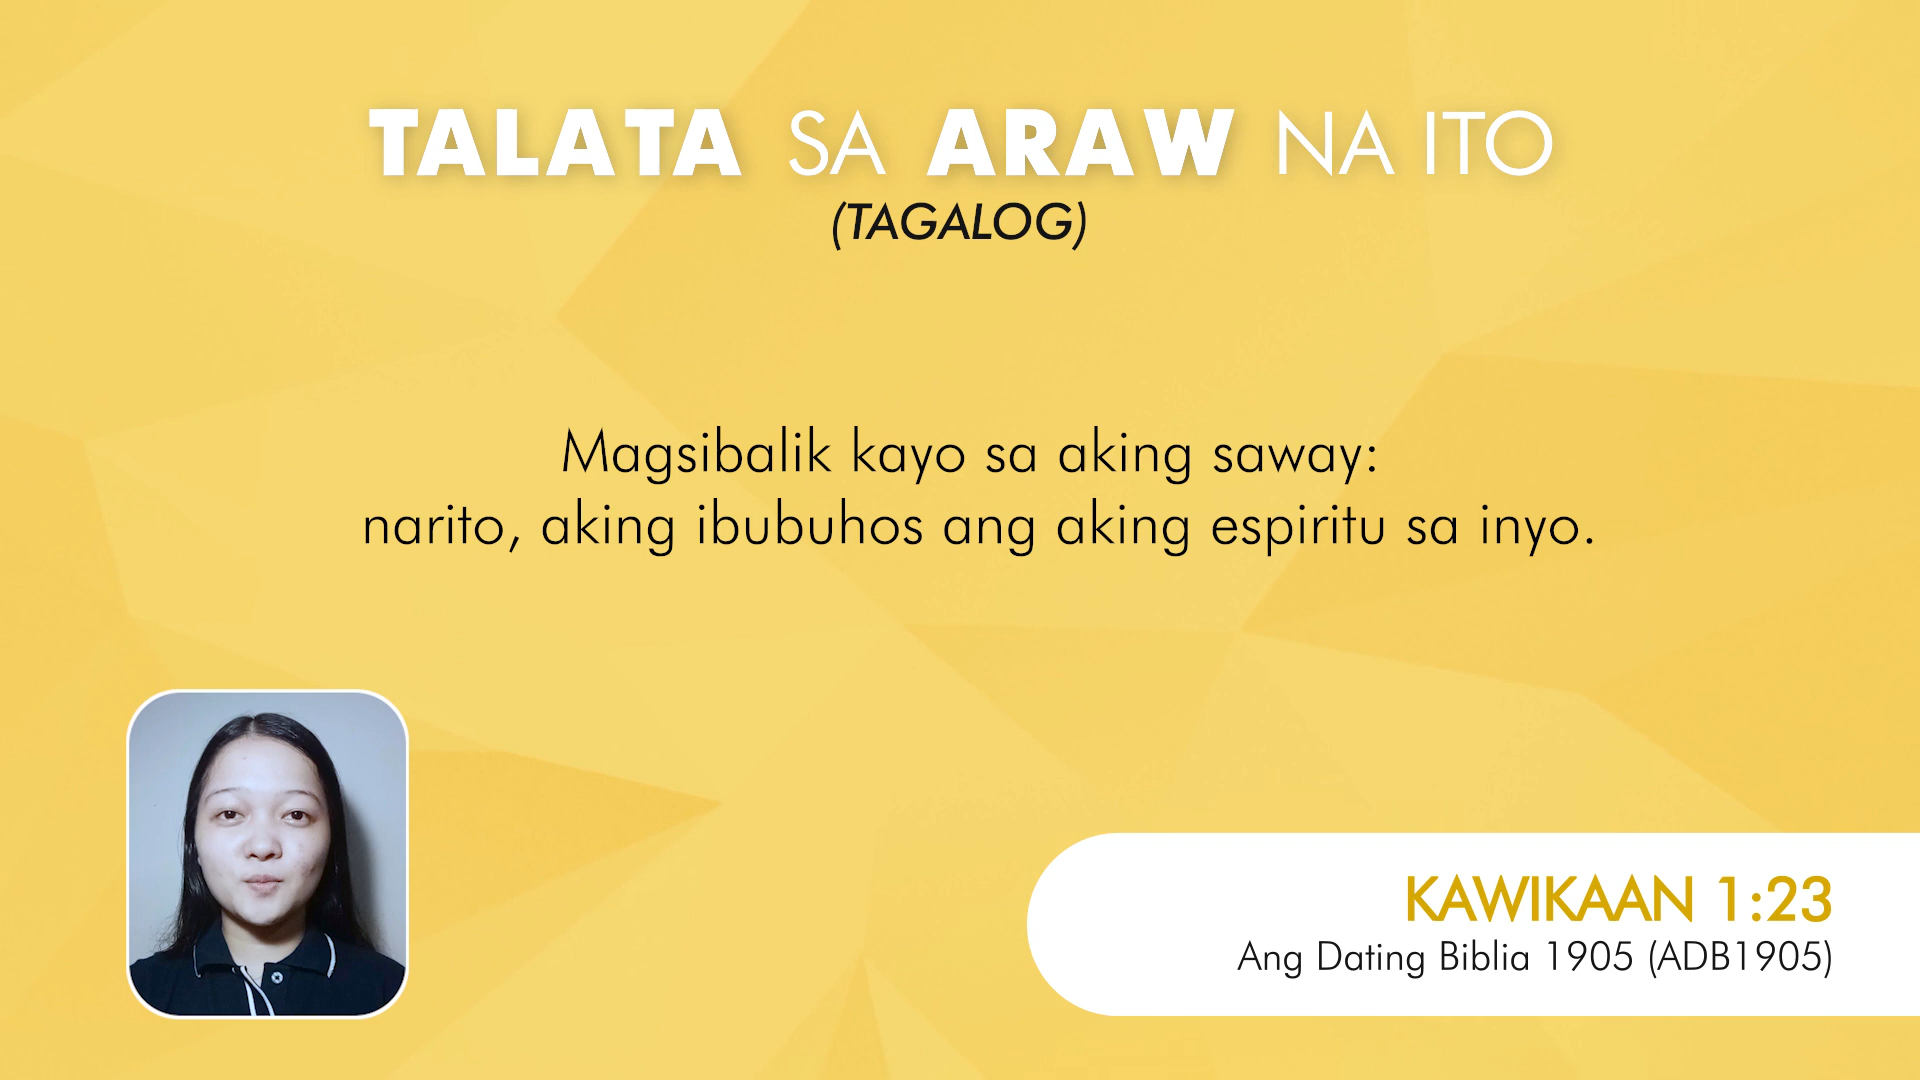 TALATA SA ARAW NA ITO
(TAGALOG)
Magsibalik kayo sa aking saway:
narito, aking ibubuhos ang aking espiritu sa inyo.
KAWIKAAN 1:23
Ang Dating Biblia 1905 (ADB1905)